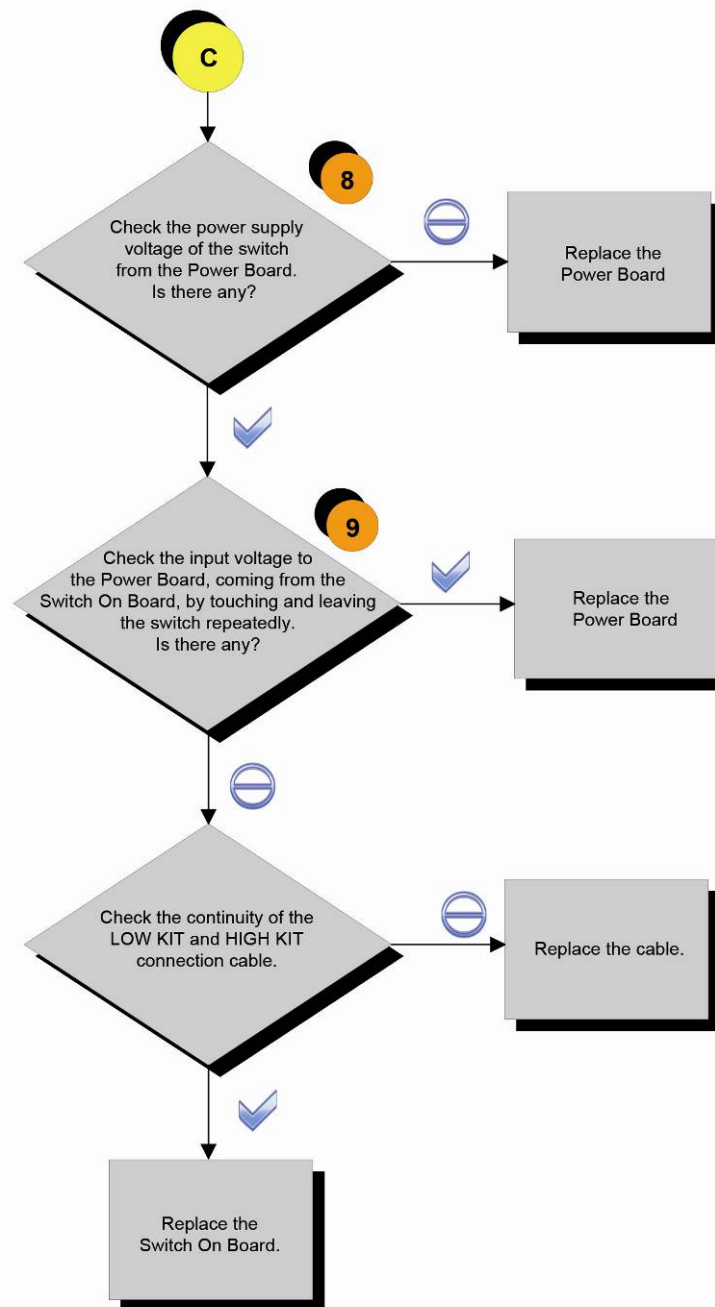 C
8
Check the power supply
voltage of the switch
from the Power Board.
Is there any?
Replace the
Power Board
9
Check the input voltage to
the Power Board, coming from the
Switch On Board, by touching and leaving
the switch repeatedly.
Is there any?
Replace the
Power Board
Check the continuity of the
LOW KIT and HIGH KIT
connection cable.
Replace the cable.
Replace the
Switch On Board.